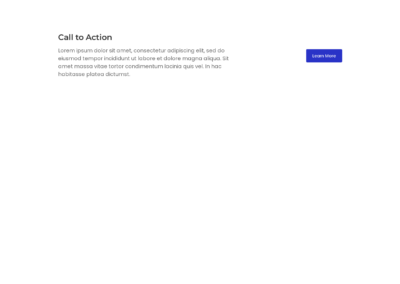 Call to Action
Lorem ipsum dolor sit amet, consectetur adipiscing elit, sed do
eiusmod tempor incididunt ut labore et dolore magna aliqua. Sit
amet massa vitae tortor condimentum lacinia quis vel. In hac
habitasse platea dictumst.
Learn More